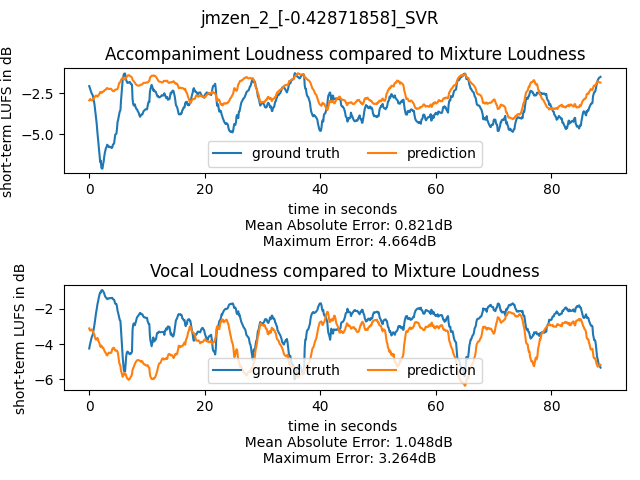 jmzen_2_[-0.42871858]_SVR
Accompaniment Loudness compared to Mixture Loudness
short-term LUFS in dB
−2.5
−5.0
ground truth
prediction
0
20
40
60
80
time in seconds
Mean Absolute Error: 0.821dB
Maximum Error: 4.664dB
Vocal Loudness compared to Mixture Loudness
short-term LUFS in dB
−2
−4
−6
ground truth
prediction
0
20
40
60
80
time in seconds
Mean Absolute Error: 1.048dB
Maximum Error: 3.264dB